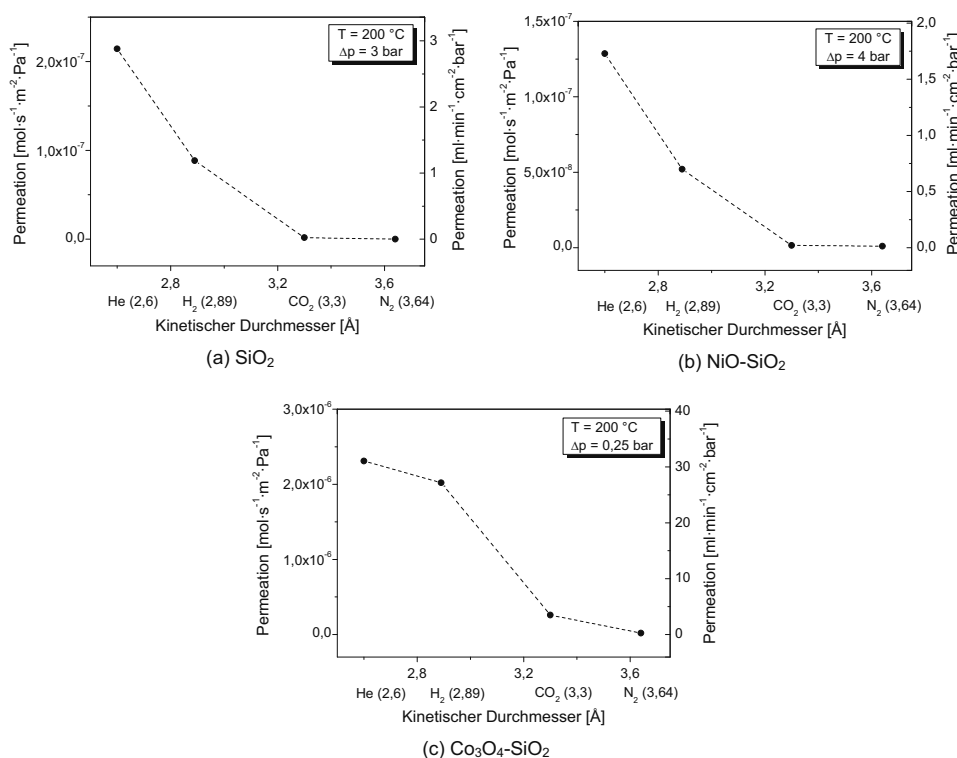 T = 200 °C
Δp = 3 bar
Permeation [mol·s⁻¹·m⁻²·Pa⁻¹]
2,0x10⁻⁷
1,0x10⁻⁷
0,0
3
2
1
0
Permeation [ml·min⁻¹·cm⁻²·bar⁻¹]
2,8 3,2 3,6
He (2,6) H₂ (2,89) CO₂ (3,3) N₂ (3,64)
Kinetischer Durchmesser [Å]
(a) SiO₂
T = 200 °C
Δp = 4 bar
Permeation [mol·s⁻¹·m⁻²·Pa⁻¹]
1,5x10⁻⁷
1,0x10⁻⁷
5,0x10⁻⁸
0,0
2,0
1,5
1,0
0,5
0,0
Permeation [ml·min⁻¹·cm⁻²·bar⁻¹]
2,8 3,2 3,6
He (2,6) H₂ (2,89) CO₂ (3,3) N₂ (3,64)
Kinetischer Durchmesser [Å]
(b) NiO-SiO₂
T = 200 °C
Δp = 0,25 bar
Permeation [mol·s⁻¹·m⁻²·Pa⁻¹]
3,0x10⁻⁶
2,0x10⁻⁶
1,0x10⁻⁶
0,0
40
30
20
10
0
Permeation [ml·min⁻¹·cm⁻²·bar⁻¹]
2,8 3,2 3,6
He (2,6) H₂ (2,89) CO₂ (3,3) N₂ (3,64)
Kinetischer Durchmesser [Å]
(c) Co₃O₄-SiO₂